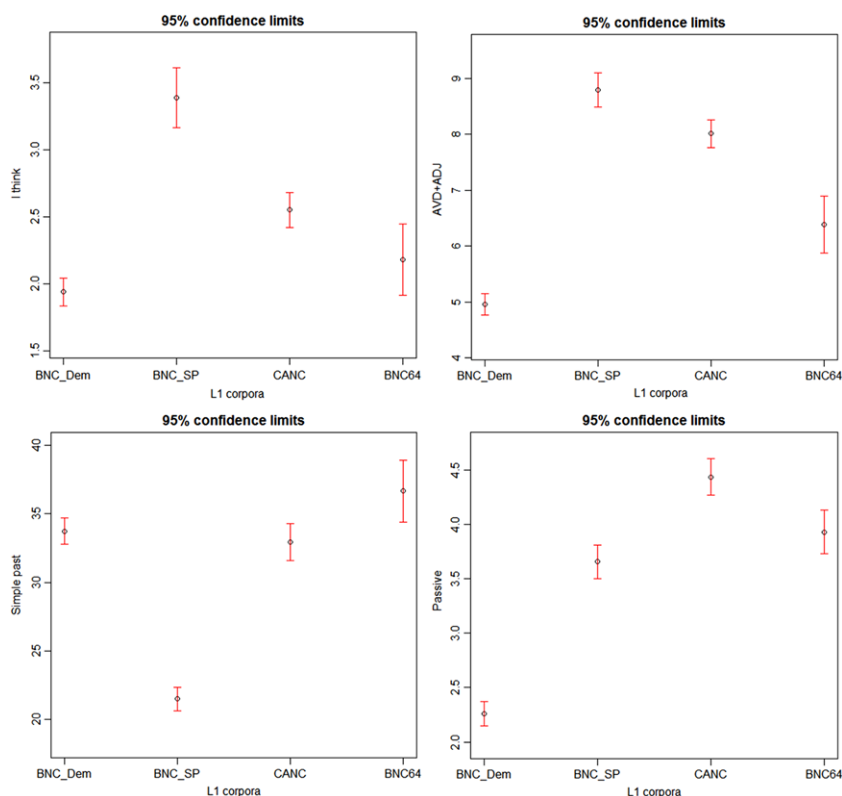 95% confidence limits
I think
3.5
3.0
2.5
2.0
1.5
BNC_Dem BNC_SP CANC BNC64
L1 corpora
95% confidence limits
AVD+ADJ
9
8
7
6
5
4
BNC_Dem BNC_SP CANC BNC64
L1 corpora
95% confidence limits
Simple past
40
35
30
25
20
BNC_Dem BNC_SP CANC BNC64
L1 corpora
95% confidence limits
Passive
4.5
4.0
3.5
3.0
2.5
2.0
BNC_Dem BNC_SP CANC BNC64
L1 corpora